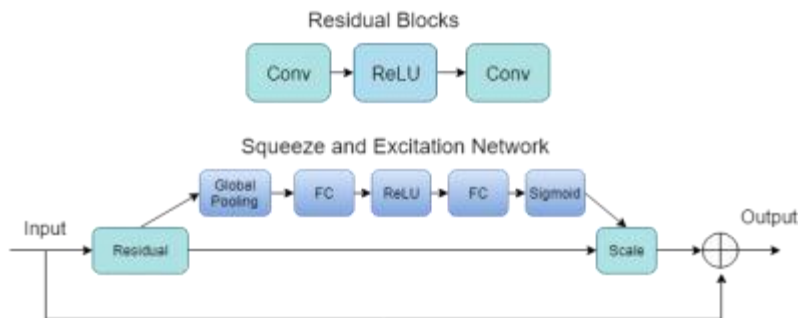 Residual Blocks
Conv
ReLU
Conv
Squeeze and Excitation Network
Global
Pooling
FC
ReLU
FC
Sigmoid
Input
Output
Residual
Scale